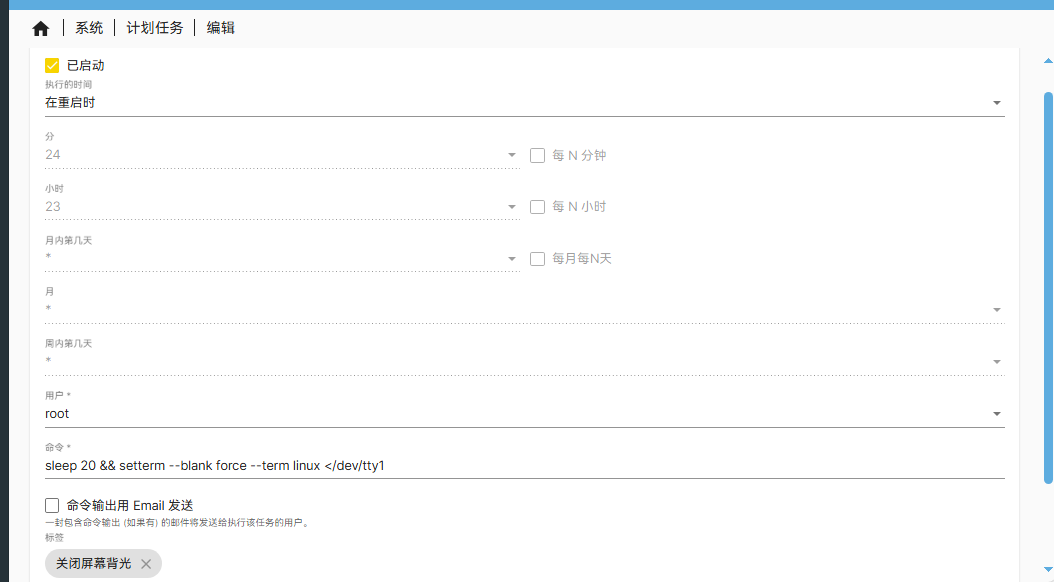 系统 计划任务 编辑
已启动
执行的时间
在重启时
分
24
每 N 分钟
小时
23
每 N 小时
月内第几天
*
每月每N天
月
*
周内第几天
*
用户 *
root
命令 *
sleep 20 && setterm --blank force --term linux </dev/tty1
命令输出用 Email 发送
一封包含命令输出 (如果有) 的邮件将发送给执行该任务的用户。
标签
关闭屏幕背光